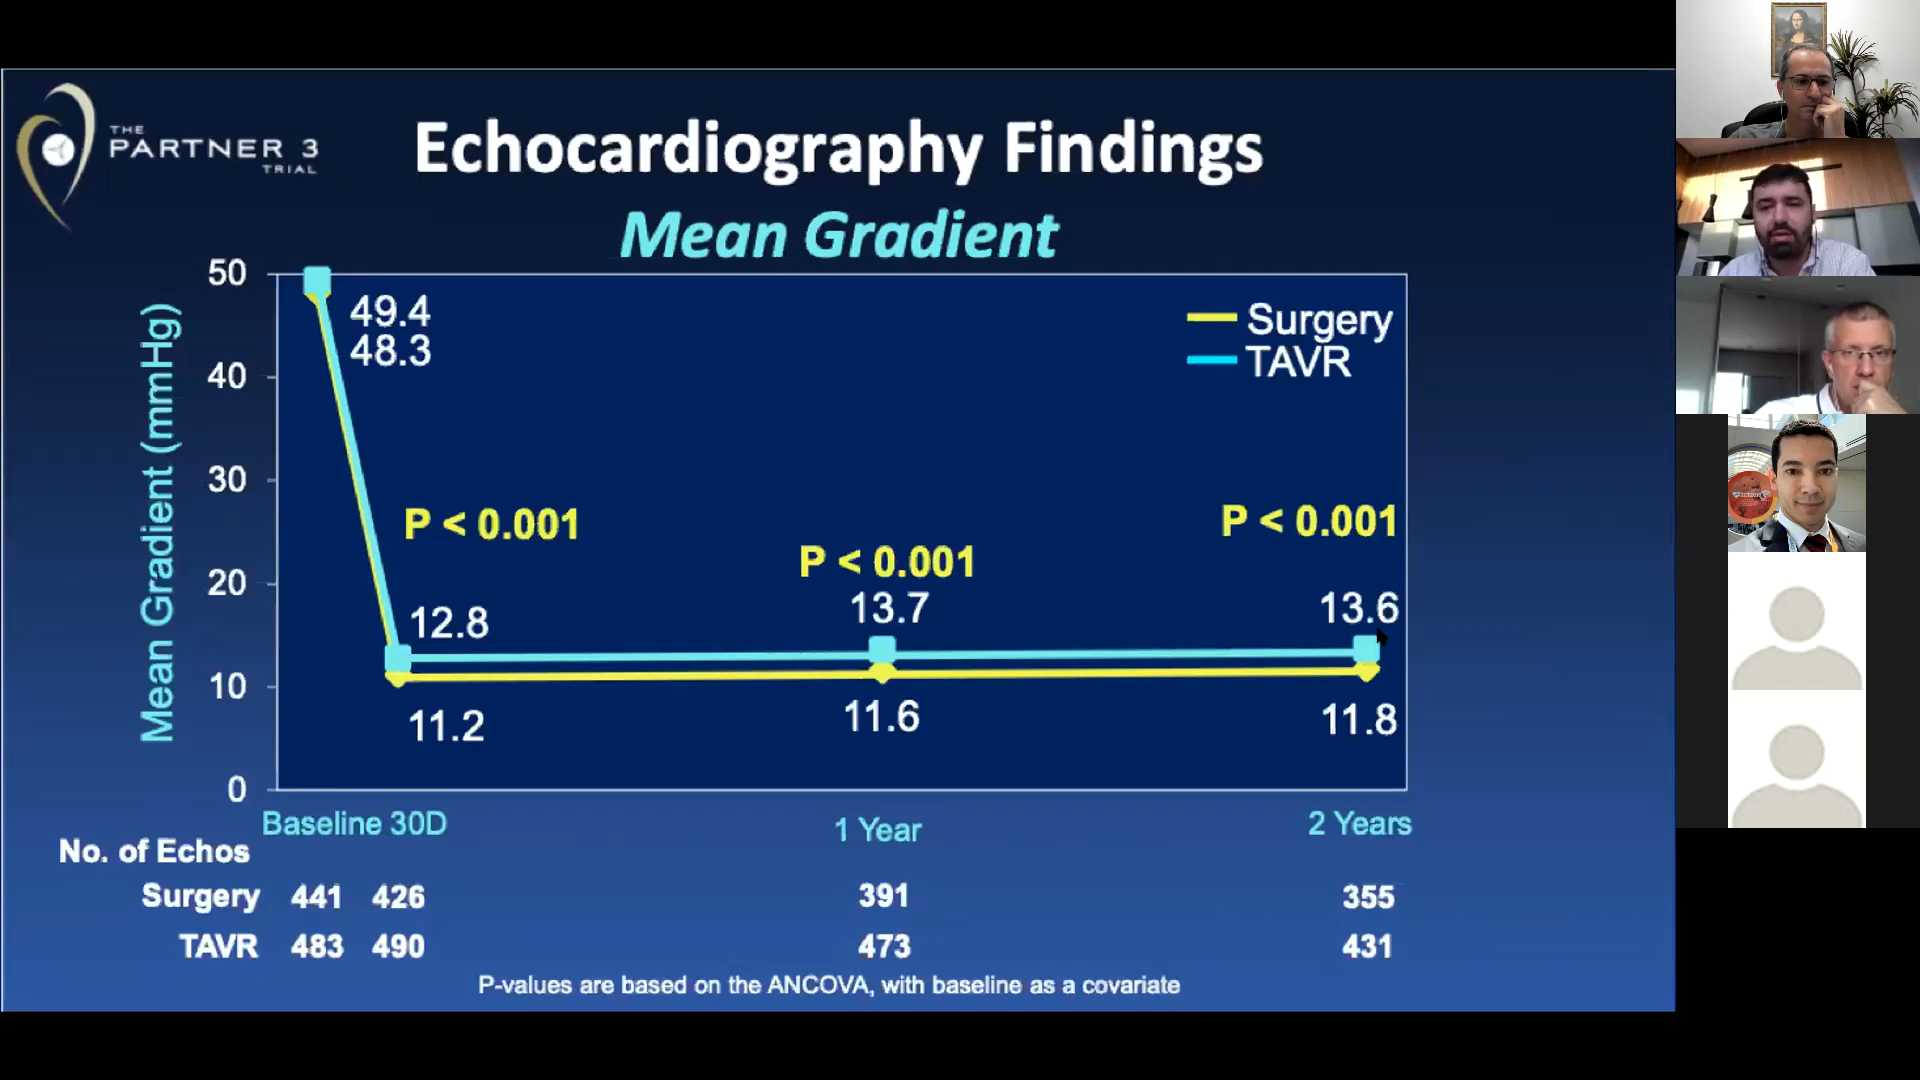 THE
PARTNER 3
TRIAL
Echocardiography Findings
Mean Gradient
Mean Gradient (mmHg)
50
40
30
20
10
0
49.4
48.3
Surgery
TAVR
P < 0.001
P < 0.001
P < 0.001
12.8
13.7
13.6
11.2
11.6
11.8
Baseline 30D
1 Year
2 Years
No. of Echos
Surgery 441 426 391 355
TAVR 483 490 473 431
P-values are based on the ANCOVA, with baseline as a covariate